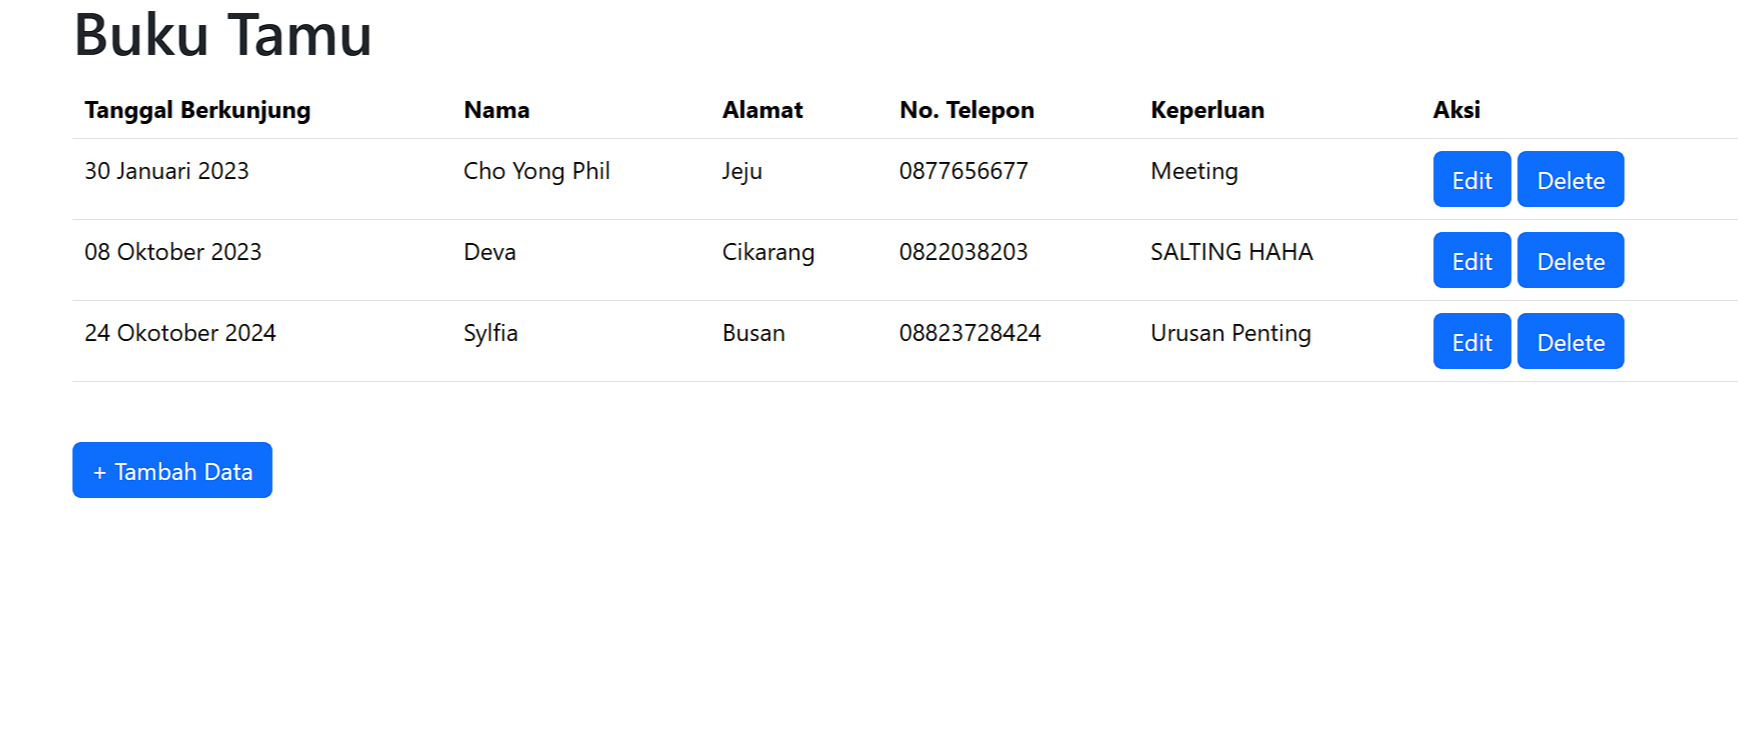 Buku Tamu
Tanggal Berkunjung Nama Alamat No. Telepon Keperluan Aksi
30 Januari 2023 Cho Yong Phil Jeju 0877656677 Meeting Edit Delete
08 Oktober 2023 Deva Cikarang 0822038203 SALTING HAHA Edit Delete
24 Okotober 2024 Sylfia Busan 08823728424 Urusan Penting Edit Delete
+ Tambah Data